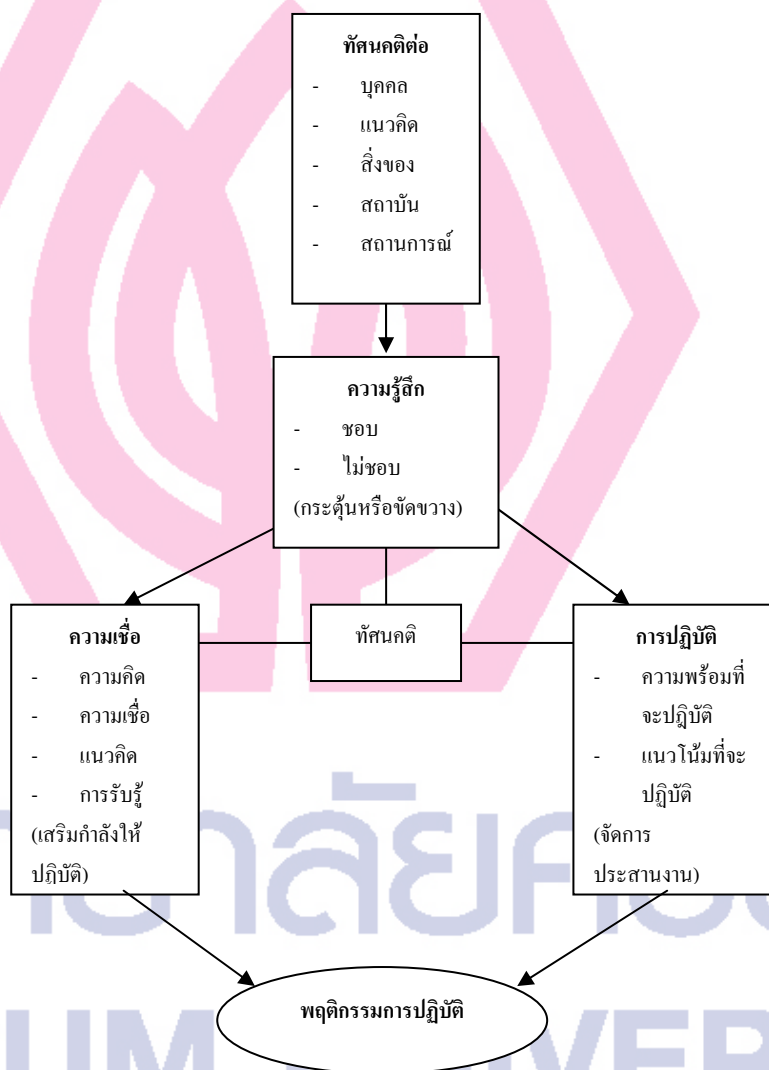 ทัศนคติต่อ
- บุคคล
- แนวคิด
- สิ่งของ
- สถาบัน
- สถานการณ์
ความรู้สึก
- ชอบ
- ไม่ชอบ
(กระตุ้นหรือขัดขวาง)
ความเชื่อ
- ความคิด
- ความเชื่อ
- แนวคิด
- การรับรู้
(เสริมกำลังให้
ปฏิบัติ)
ทัศนคติ
การปฏิบัติ
- ความพร้อมที่
จะปฏิบัติ
- แนวโน้มที่จะ
ปฏิบัติ
(จัดการ
ประสานงาน)
พฤติกรรมการปฏิบัติ